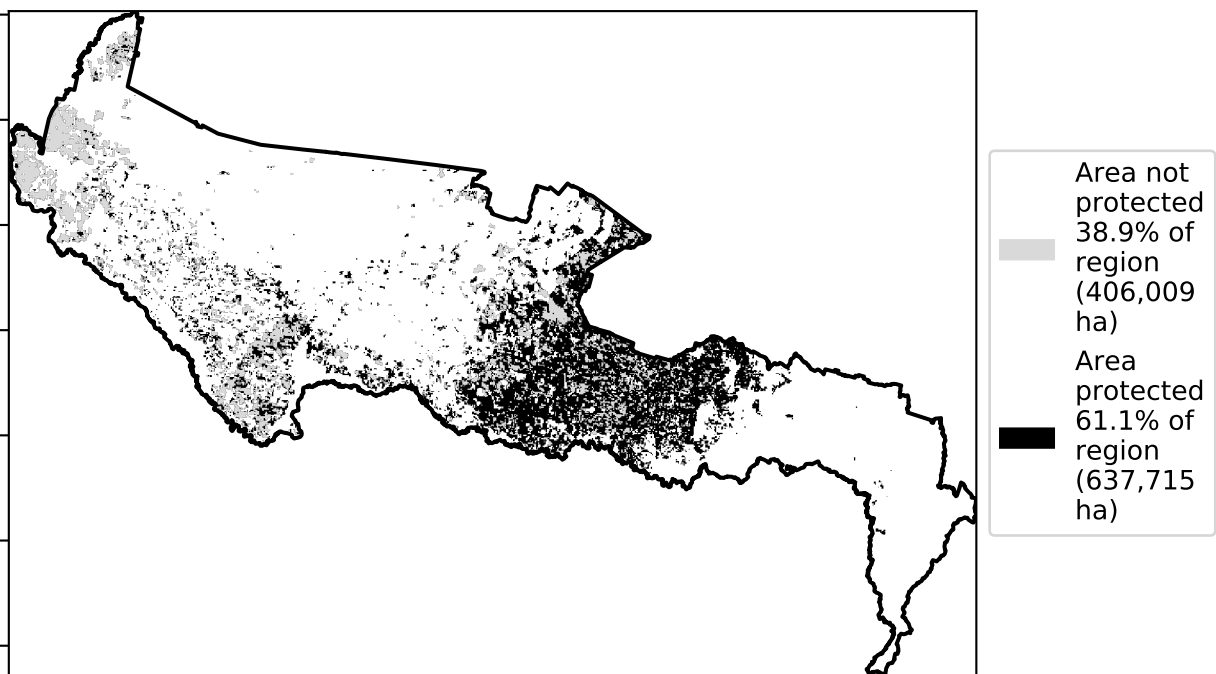 Area not
protected
38.9% of
region
(406,009
ha)
Area
protected
61.1% of
region
(637,715
ha)